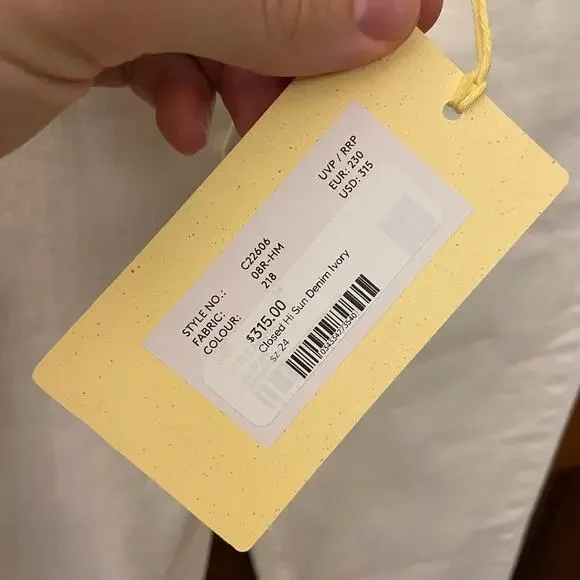 UVP / RRP
EUR: 230
USD: 315
STYLE NO.: C22606
FABRIC: 08R-HM
COLOUR: 218
$315.00
Closed Hi Sun Denim Ivory
sz 24